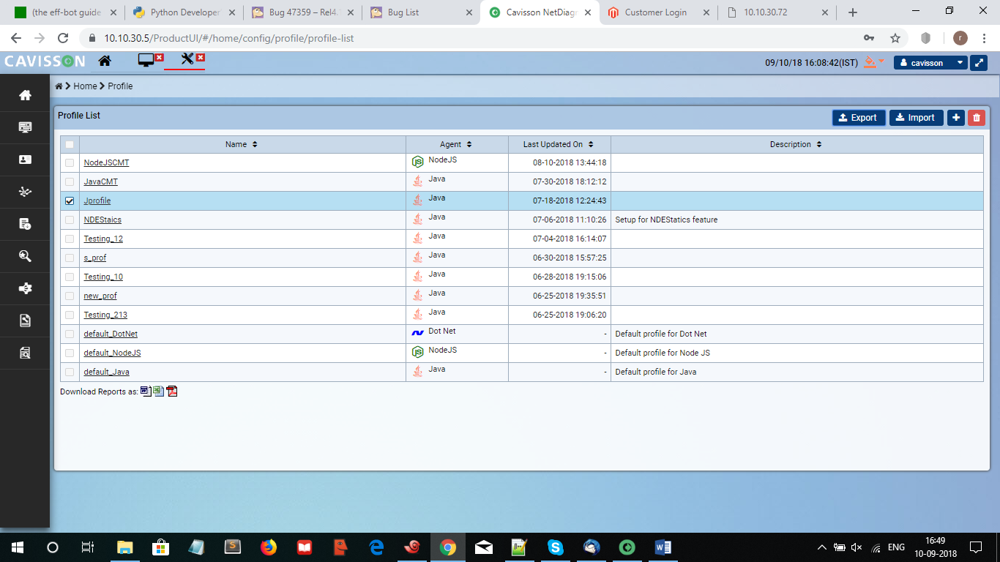 (the eff-bot guide
Python Developer
Bug 47359 – Rel4.
Bug List
Cavisson NetDiagn
Customer Login
10.10.30.72
10.10.30.5/ProductUI/#/home/config/profile/profile-list
r
CAVISSON
09/10/18 16:08:42(IST)
cavisson
Home
Profile
Profile List
Export
Import
Name Agent Last Updated On Description
NodeJSCMT NodeJS 08-10-2018 13:44:18
JavaCMT Java 07-30-2018 18:12:12
Jprofile Java 07-18-2018 12:24:43
NDEStaics Java 07-06-2018 11:10:26 Setup for NDEStatics feature
Testing_12 Java 07-04-2018 16:14:07
s_prof Java 06-30-2018 15:57:25
Testing_10 Java 06-28-2018 19:15:06
new_prof Java 06-25-2018 19:35:51
Testing_213 Java 06-25-2018 19:06:20
default_DotNet Dot Net - Default profile for Dot Net
default_NodeJS NodeJS - Default profile for Node JS
default_Java Java - Default profile for Java
Download Reports as:
ENG
16:49
10-09-2018